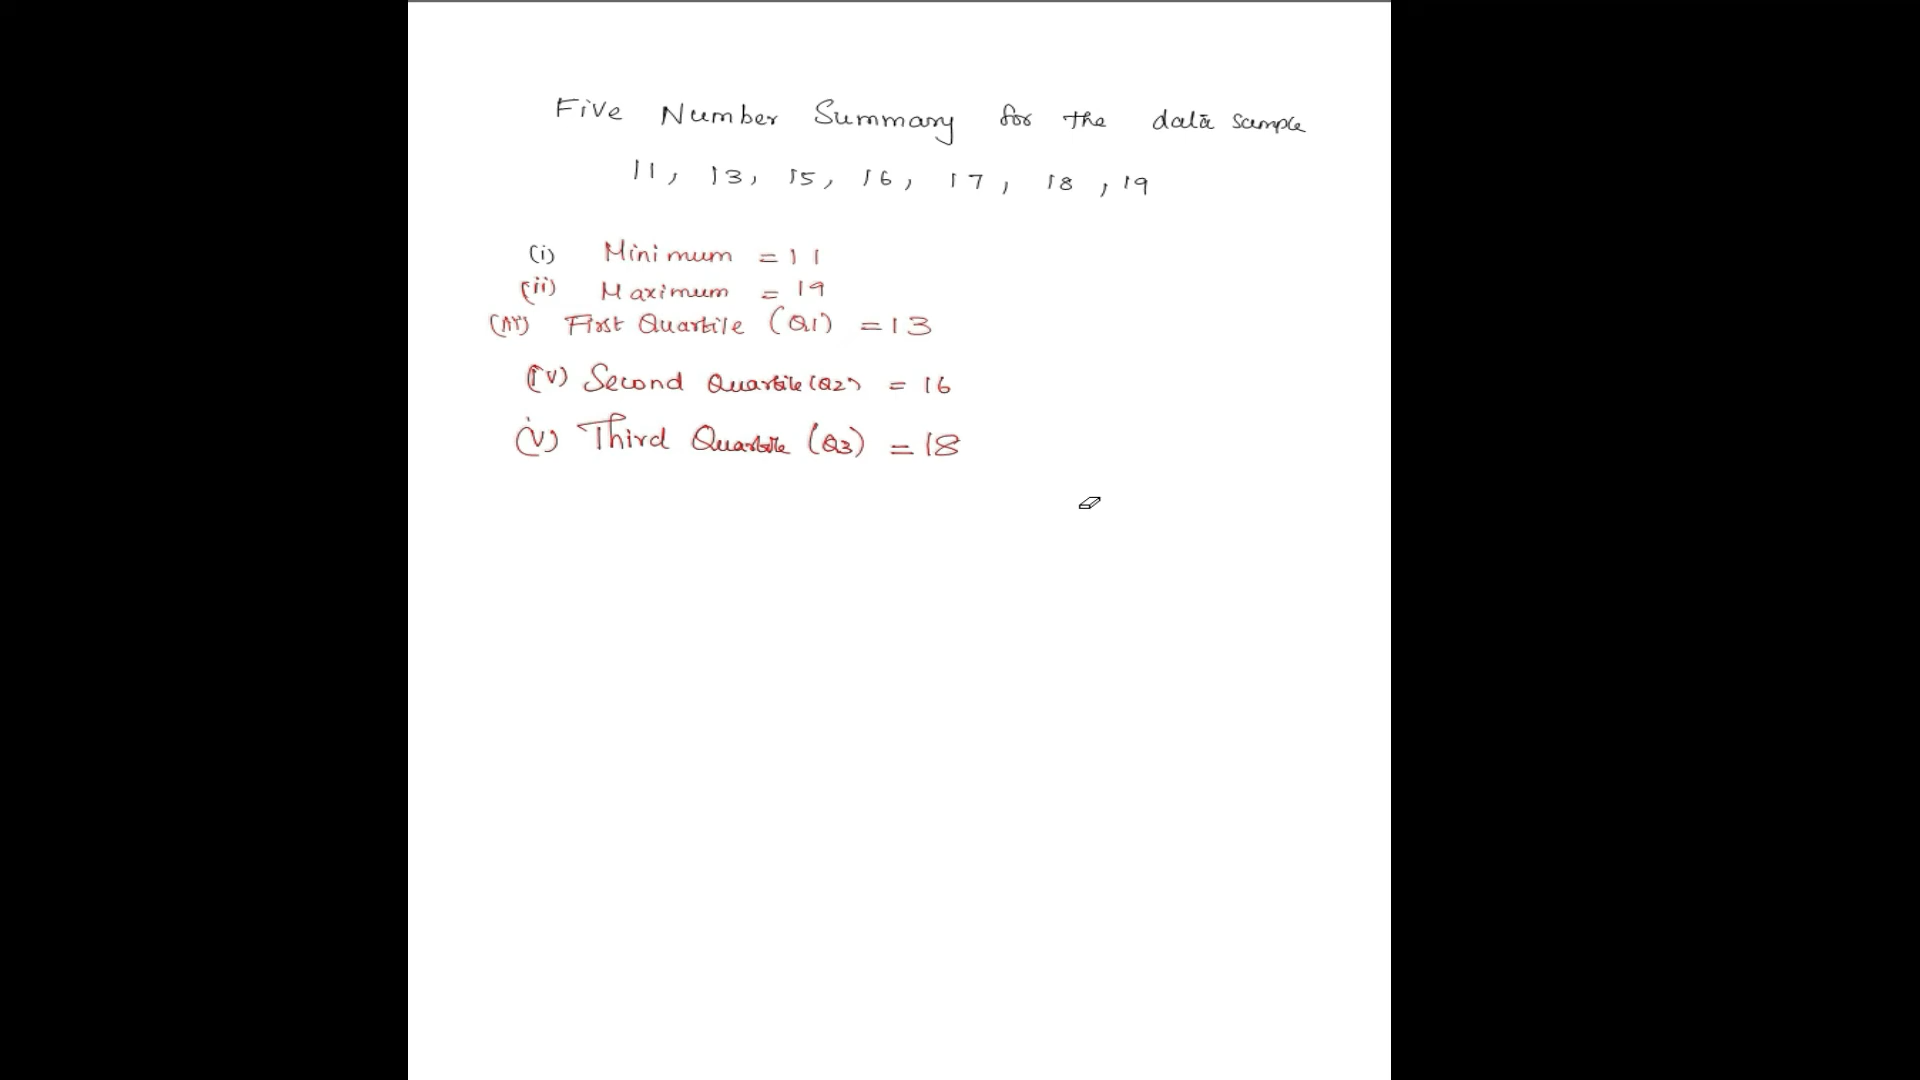 Five Number Summary for the data sample
11, 13, 15, 16, 17, 18, 19
(i) Minimum = 11
(ii) Maximum = 19
First Quartile (Q1) = 13
(iv) Second Quartile (Q2) = 16
(v) Third Quartile (Q3) = 18